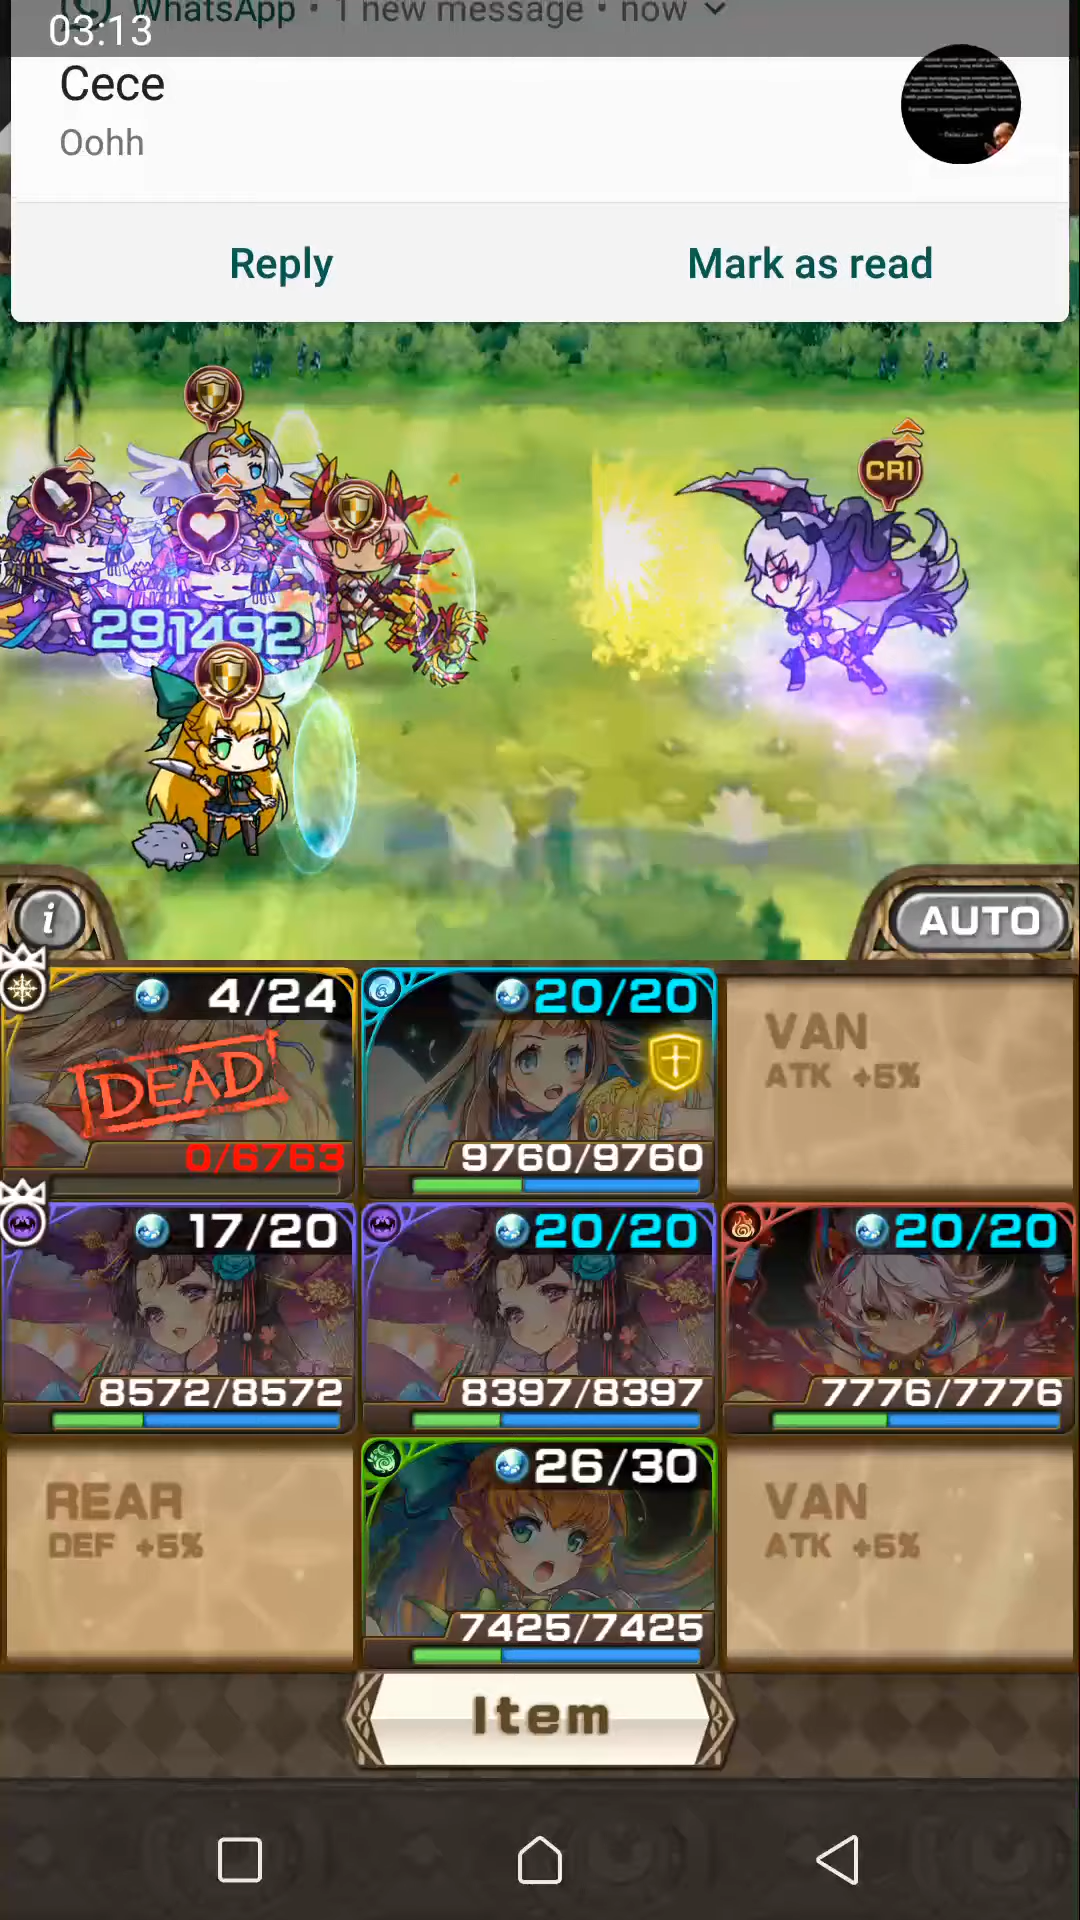 WhatsApp • 1 new message • now
03:13
Cece
Oohh
Reply
Mark as read
CRI
291492
i
AUTO
4/24
20/20
VAN
ATK +5%
DEAD
0/6763
9760/9760
17/20
20/20
20/20
8572/8572
8397/8397
7776/7776
REAR
DEF +5%
26/30
VAN
ATK +5%
7425/7425
Item